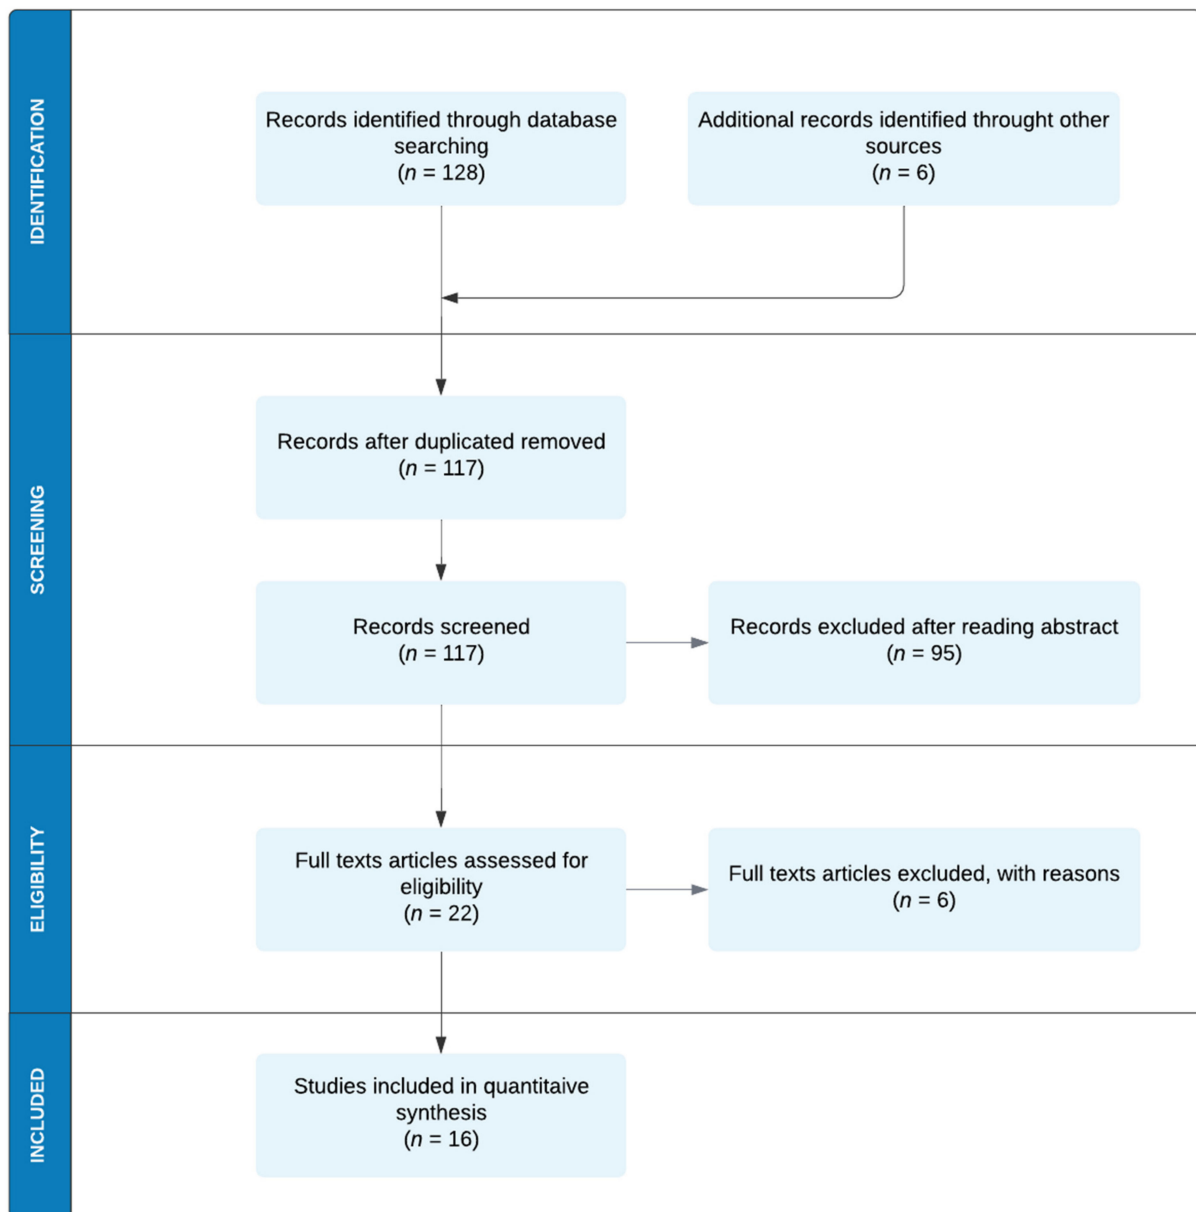 IDENTIFICATION
Records identified through database
searching
(n = 128)
Additional records identified throught other
sources
(n = 6)
SCREENING
Records after duplicated removed
(n = 117)
Records screened
(n = 117)
Records excluded after reading abstract
(n = 95)
ELIGIBILITY
Full texts articles assessed for
eligibility
(n = 22)
Full texts articles excluded, with reasons
(n = 6)
INCLUDED
Studies included in quantitaive
synthesis
(n = 16)